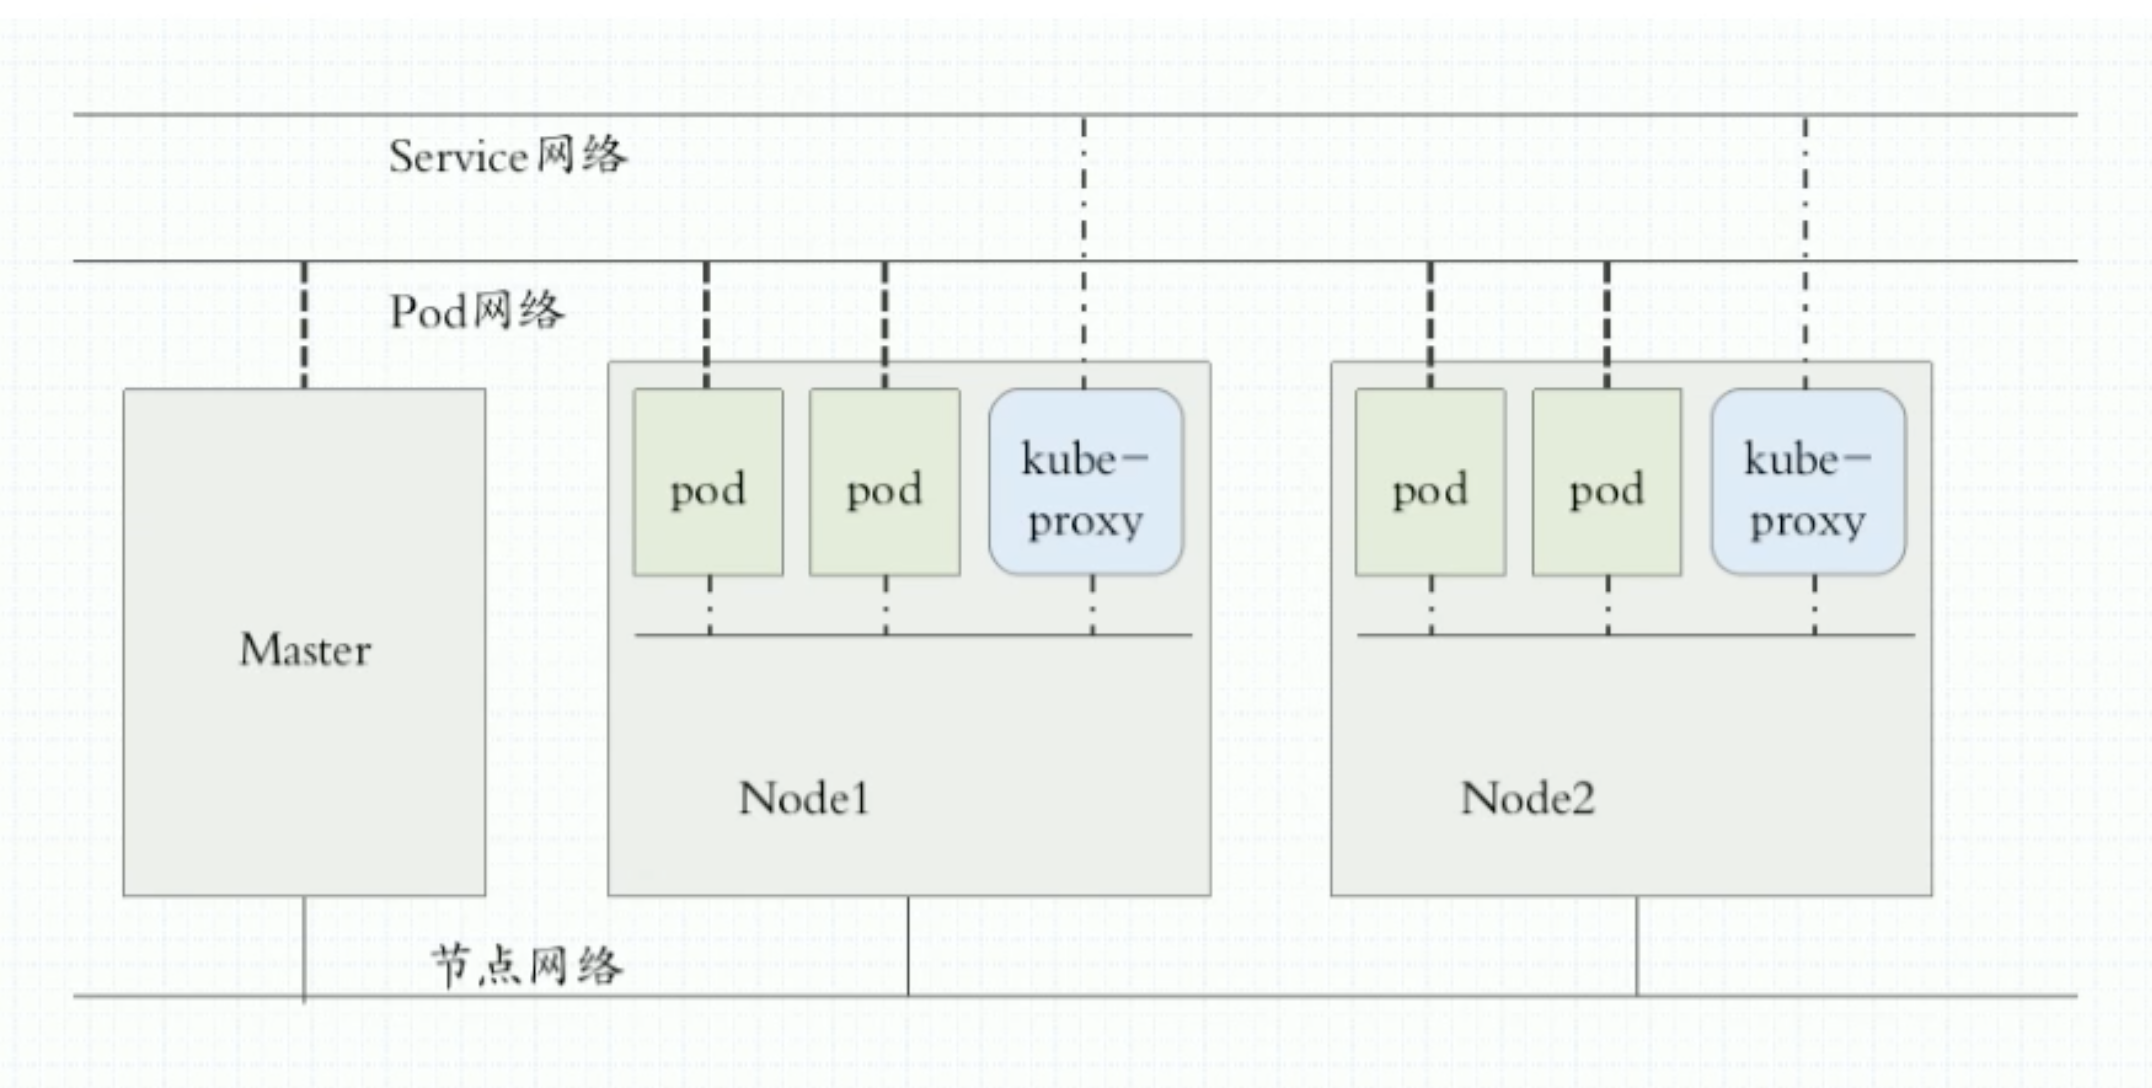 Service网络
Pod网络
Master
pod
pod
kube-
proxy
Node1
pod
pod
kube-
proxy
Node2
节点网络